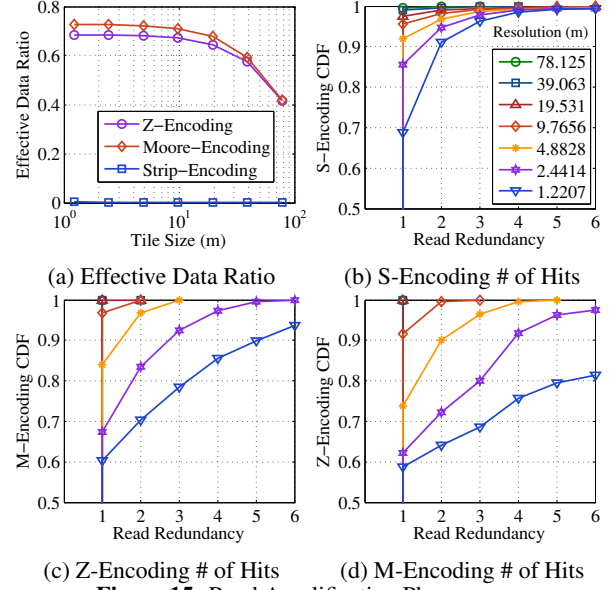 0.8
0.6
0.4
0.2
0
Effective Data Ratio
Z-Encoding
Moore-Encoding
Strip-Encoding
10^0 10^1 10^2
Tile Size (m)
(a) Effective Data Ratio
1
0.9
0.8
0.7
0.6
0.5
S-Encoding CDF
Resolution (m)
78.125
39.063
19.531
9.7656
4.8828
2.4414
1.2207
1 2 3 4 5 6
Read Redundancy
(b) S-Encoding # of Hits
1
0.9
0.8
0.7
0.6
0.5
M-Encoding CDF
1 2 3 4 5 6
Read Redundancy
(c) Z-Encoding # of Hits
1
0.9
0.8
0.7
0.6
0.5
Z-Encoding CDF
1 2 3 4 5 6
Read Redundancy
(d) M-Encoding # of Hits